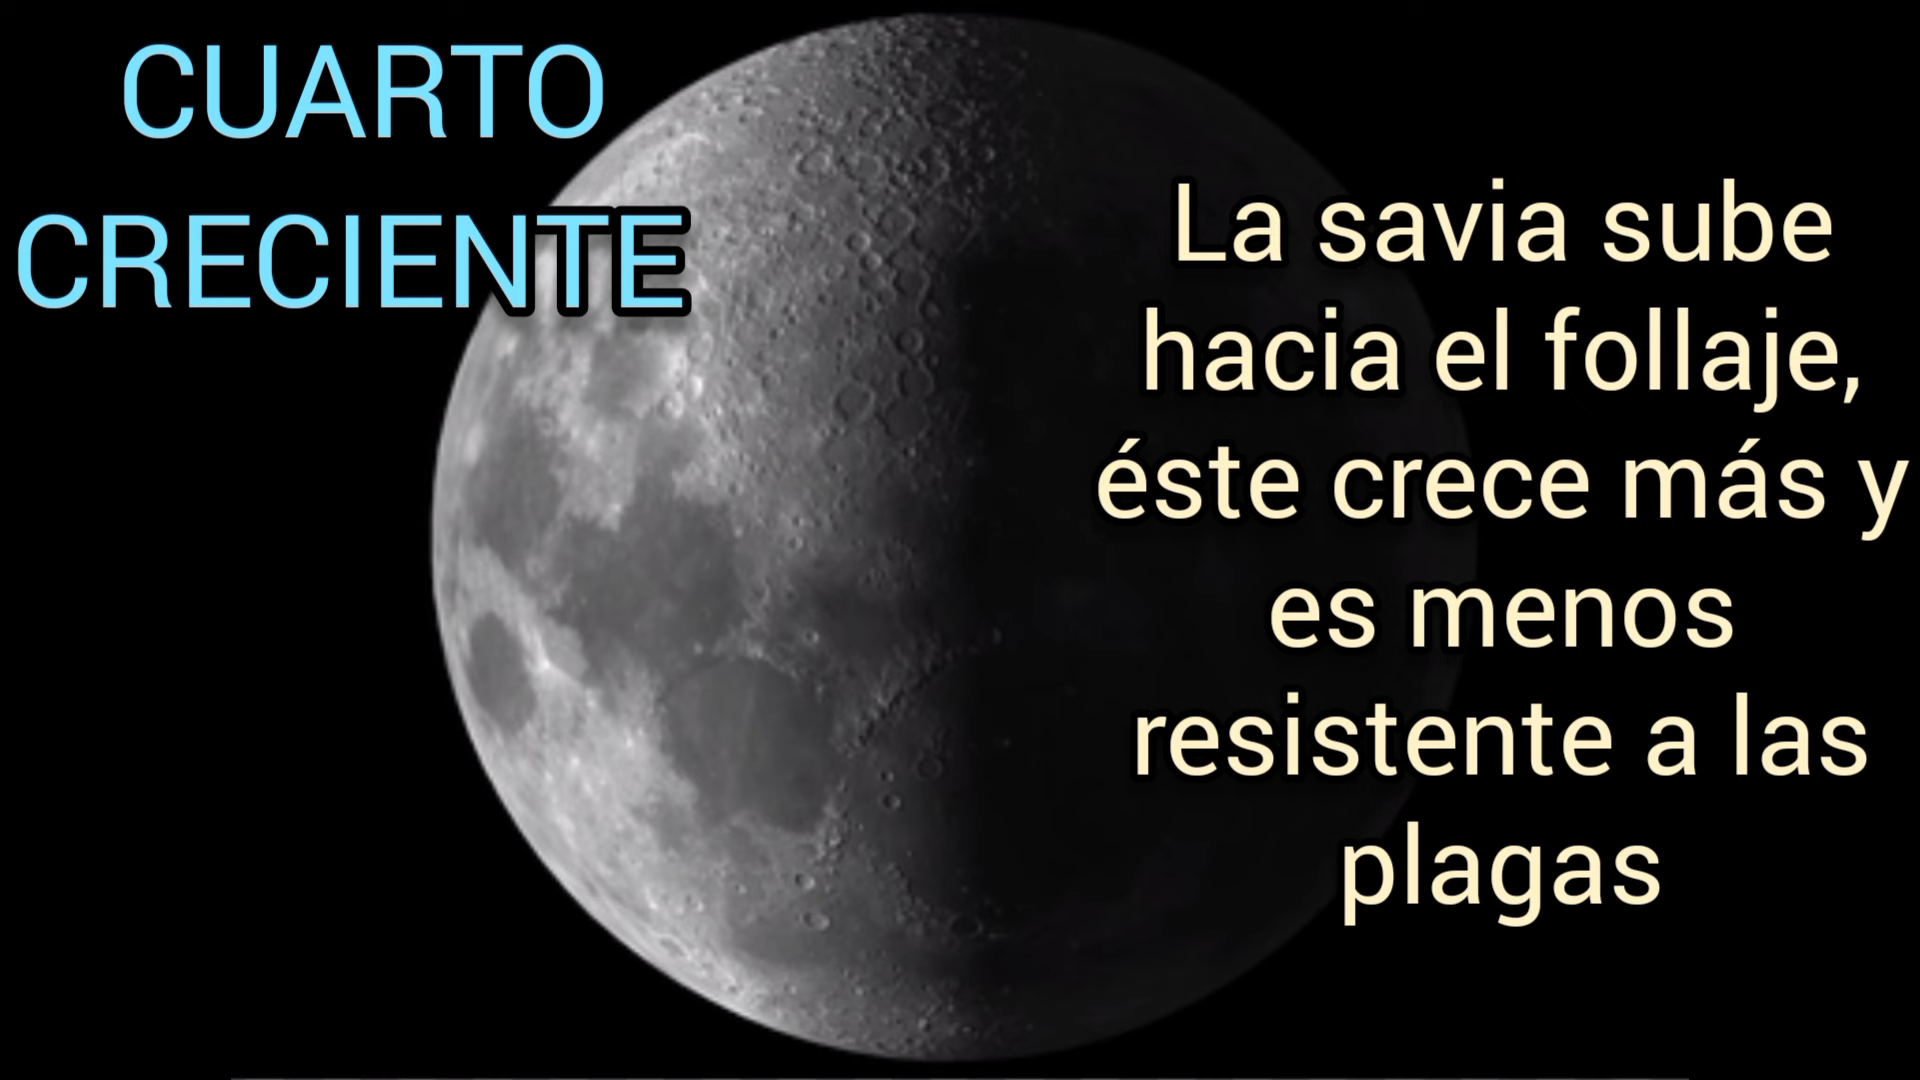 CUARTO
CRECIENTE
La savia sube
hacia el follaje,
éste crece más y
es menos
resistente a las
plagas